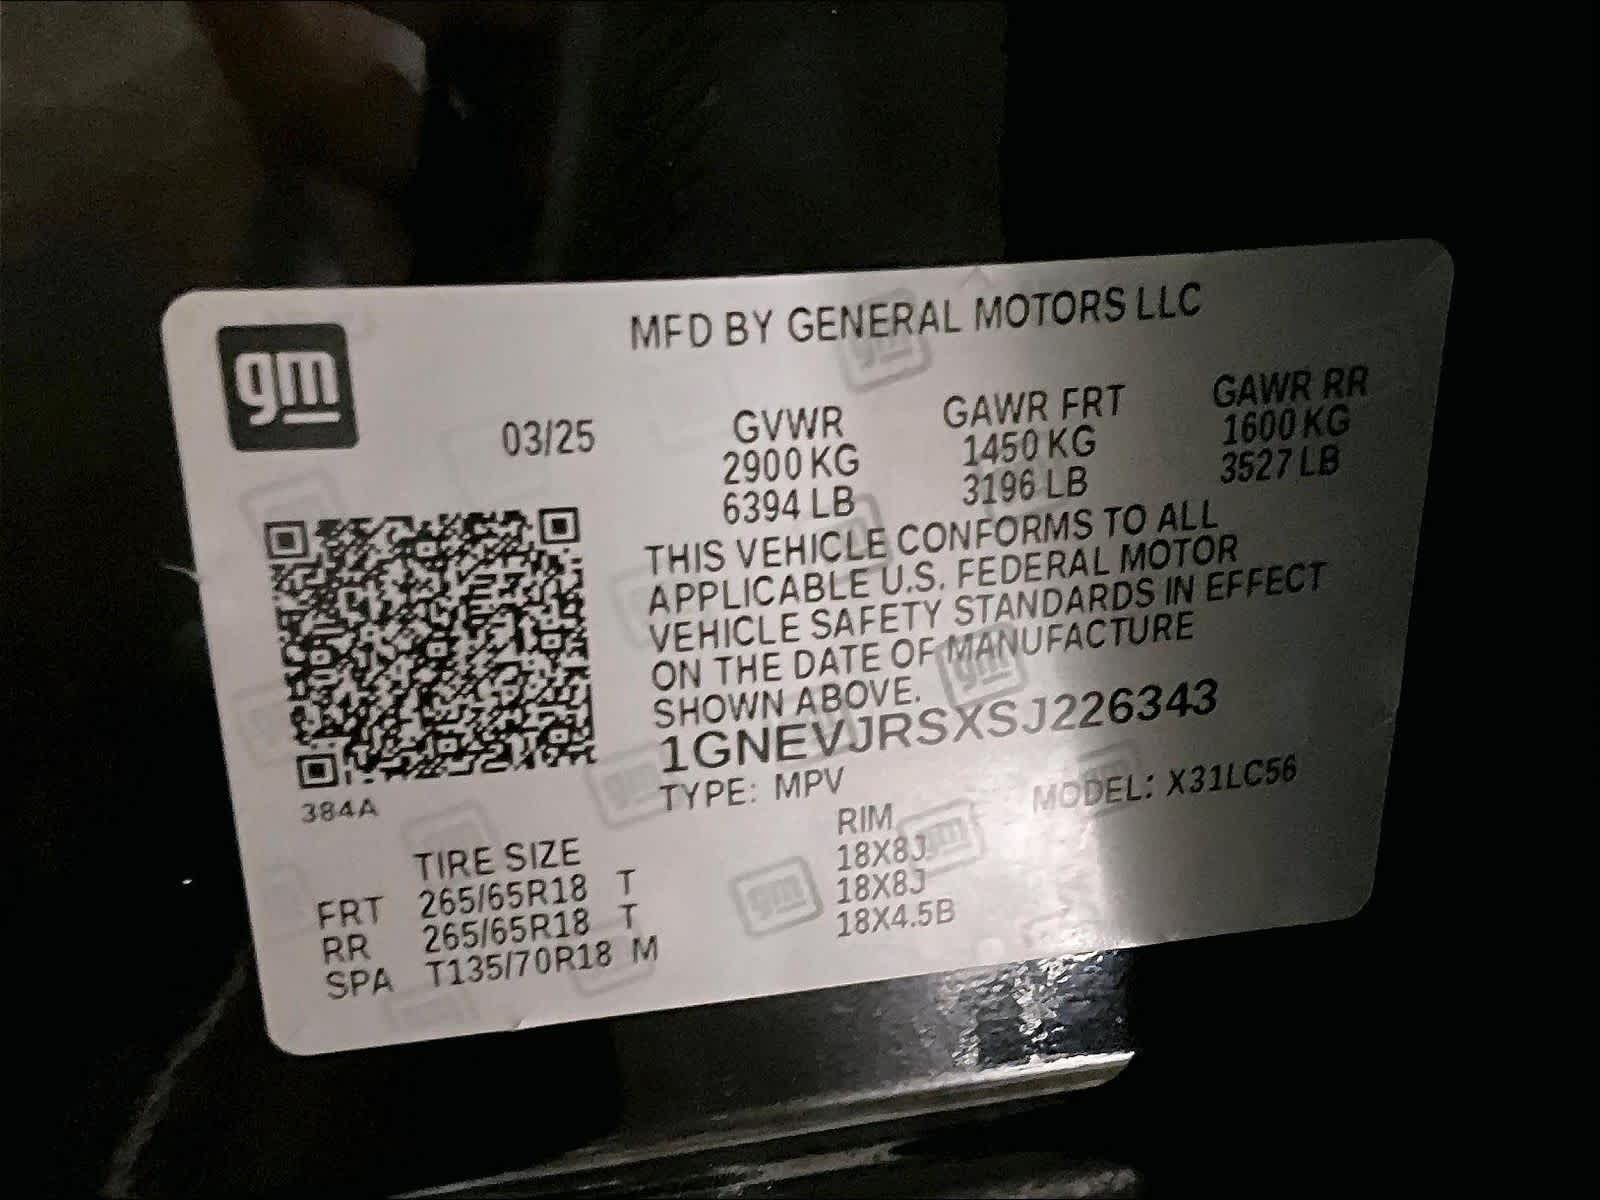 gm
MFD BY GENERAL MOTORS LLC
03/25 GVWR GAWR FRT GAWR RR
2900 KG 1450 KG 1600 KG
6394 LB 3196 LB 3527 LB
THIS VEHICLE CONFORMS TO ALL
APPLICABLE U.S. FEDERAL MOTOR
VEHICLE SAFETY STANDARDS IN EFFECT
ON THE DATE OF MANUFACTURE
SHOWN ABOVE.
1GNEVJRSXSJ226343
TYPE: MPV MODEL: X31LC56
384A
TIRE SIZE RIM
FRT 265/65R18 T 18X8J
RR 265/65R18 T 18X8J
SPA T135/70R18 M 18X4.5B